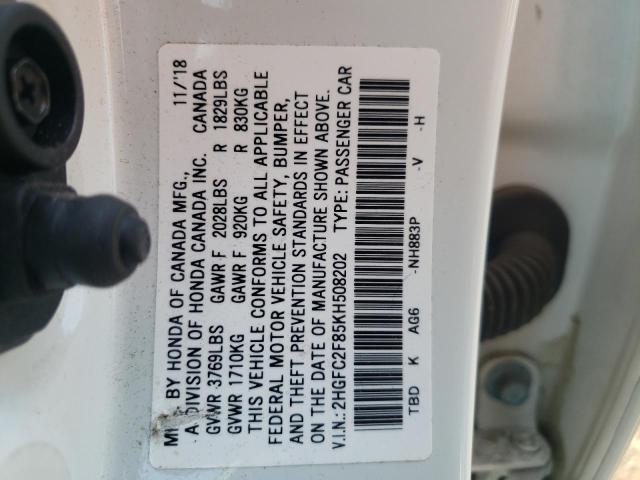 MFD. BY HONDA OF CANADA MFG., 11/18
A DIVISION OF HONDA CANADA INC. CANADA
GVWR 3769LBS GAWR F 2028LBS R 1829LBS
GVWR 1710KG GAWR F 920KG R 830KG
THIS VEHICLE CONFORMS TO ALL APPLICABLE
FEDERAL MOTOR VEHICLE SAFETY, BUMPER,
AND THEFT PREVENTION STANDARDS IN EFFECT
ON THE DATE OF MANUFACTURE SHOWN ABOVE.
V.I.N.: 2HGFC2F85KH508202 TYPE: PASSENGER CAR
TBD K AG6 -NH883P -V -H